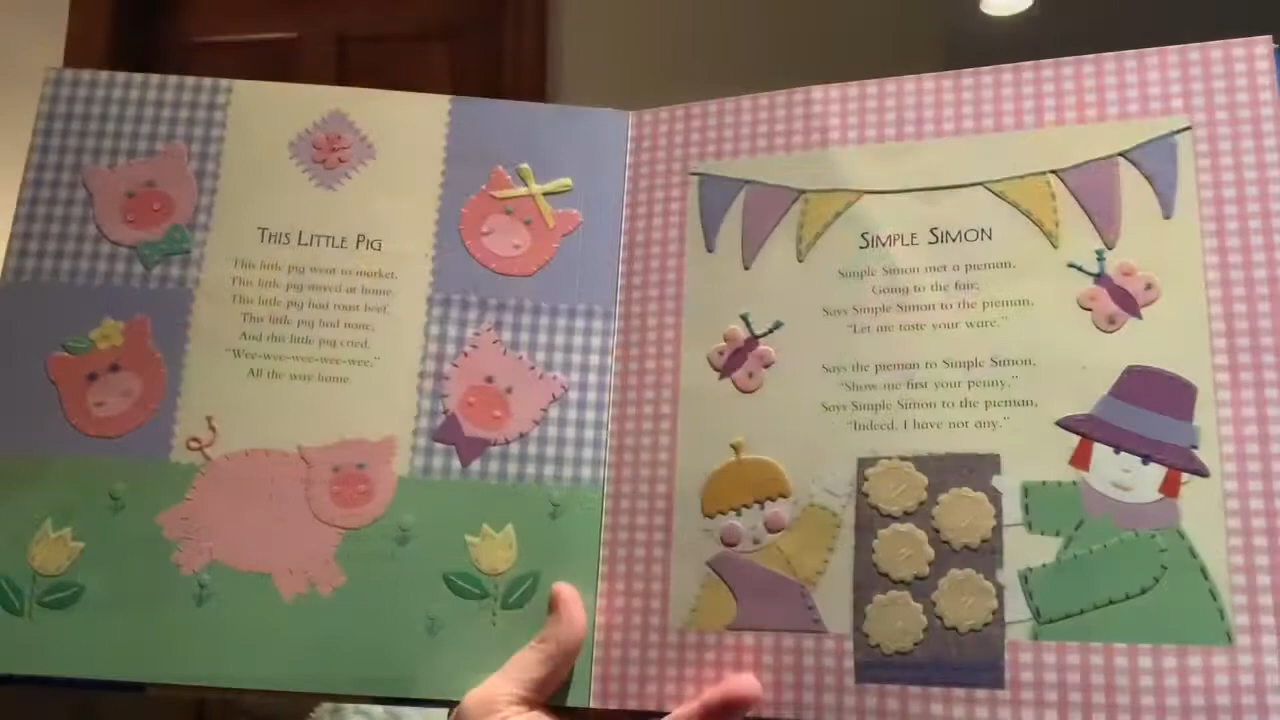 THIS LITTLE PIG
This little pig went to market,
This little pig stayed at home,
This little pig had roast beef,
This little pig had none,
And this little pig cried,
"Wee-wee-wee-wee-wee,"
All the way home.
SIMPLE SIMON
Simple Simon met a pieman,
Going to the fair;
Says Simple Simon to the pieman,
"Let me taste your ware."
Says the pieman to Simple Simon,
"Show me first your penny."
Says Simple Simon to the pieman,
"Indeed, I have not any."